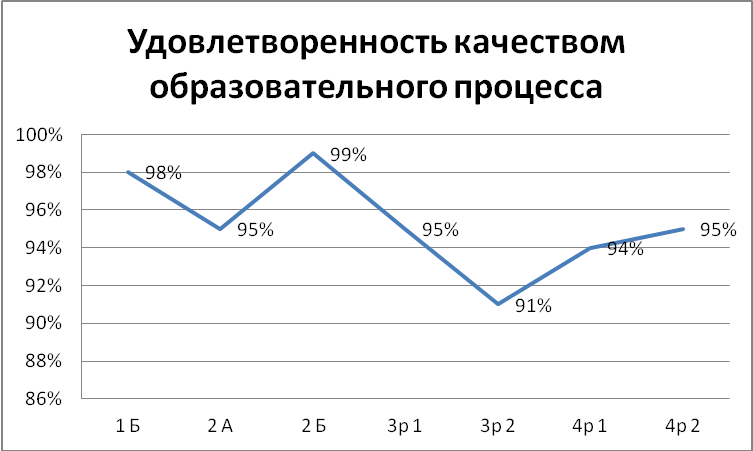 Удовлетворенность качеством
образовательного процесса
100%
98%
96%
94%
92%
90%
88%
86%
98%
95%
99%
95%
91%
94%
95%
1 Б
2 А
2 Б
3р 1
3р 2
4р 1
4р 2